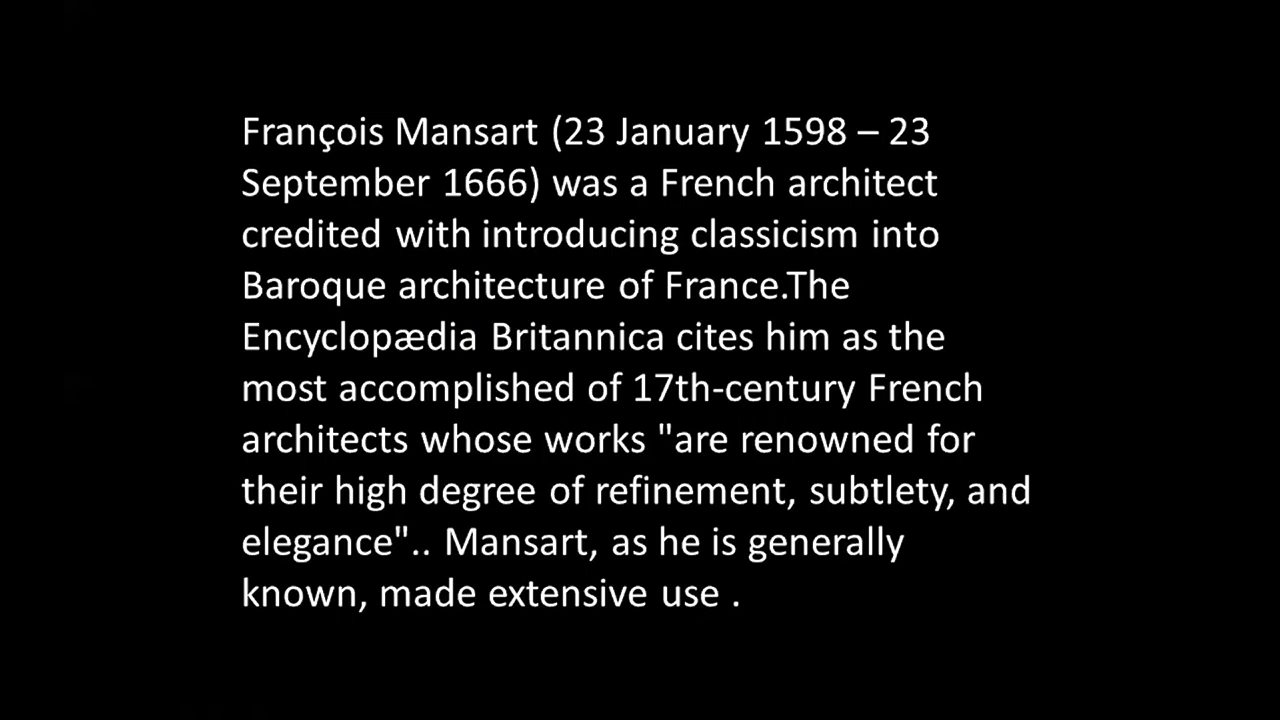 François Mansart (23 January 1598 – 23
September 1666) was a French architect
credited with introducing classicism into
Baroque architecture of France.The
Encyclopædia Britannica cites him as the
most accomplished of 17th-century French
architects whose works "are renowned for
their high degree of refinement, subtlety, and
elegance".. Mansart, as he is generally
known, made extensive use .